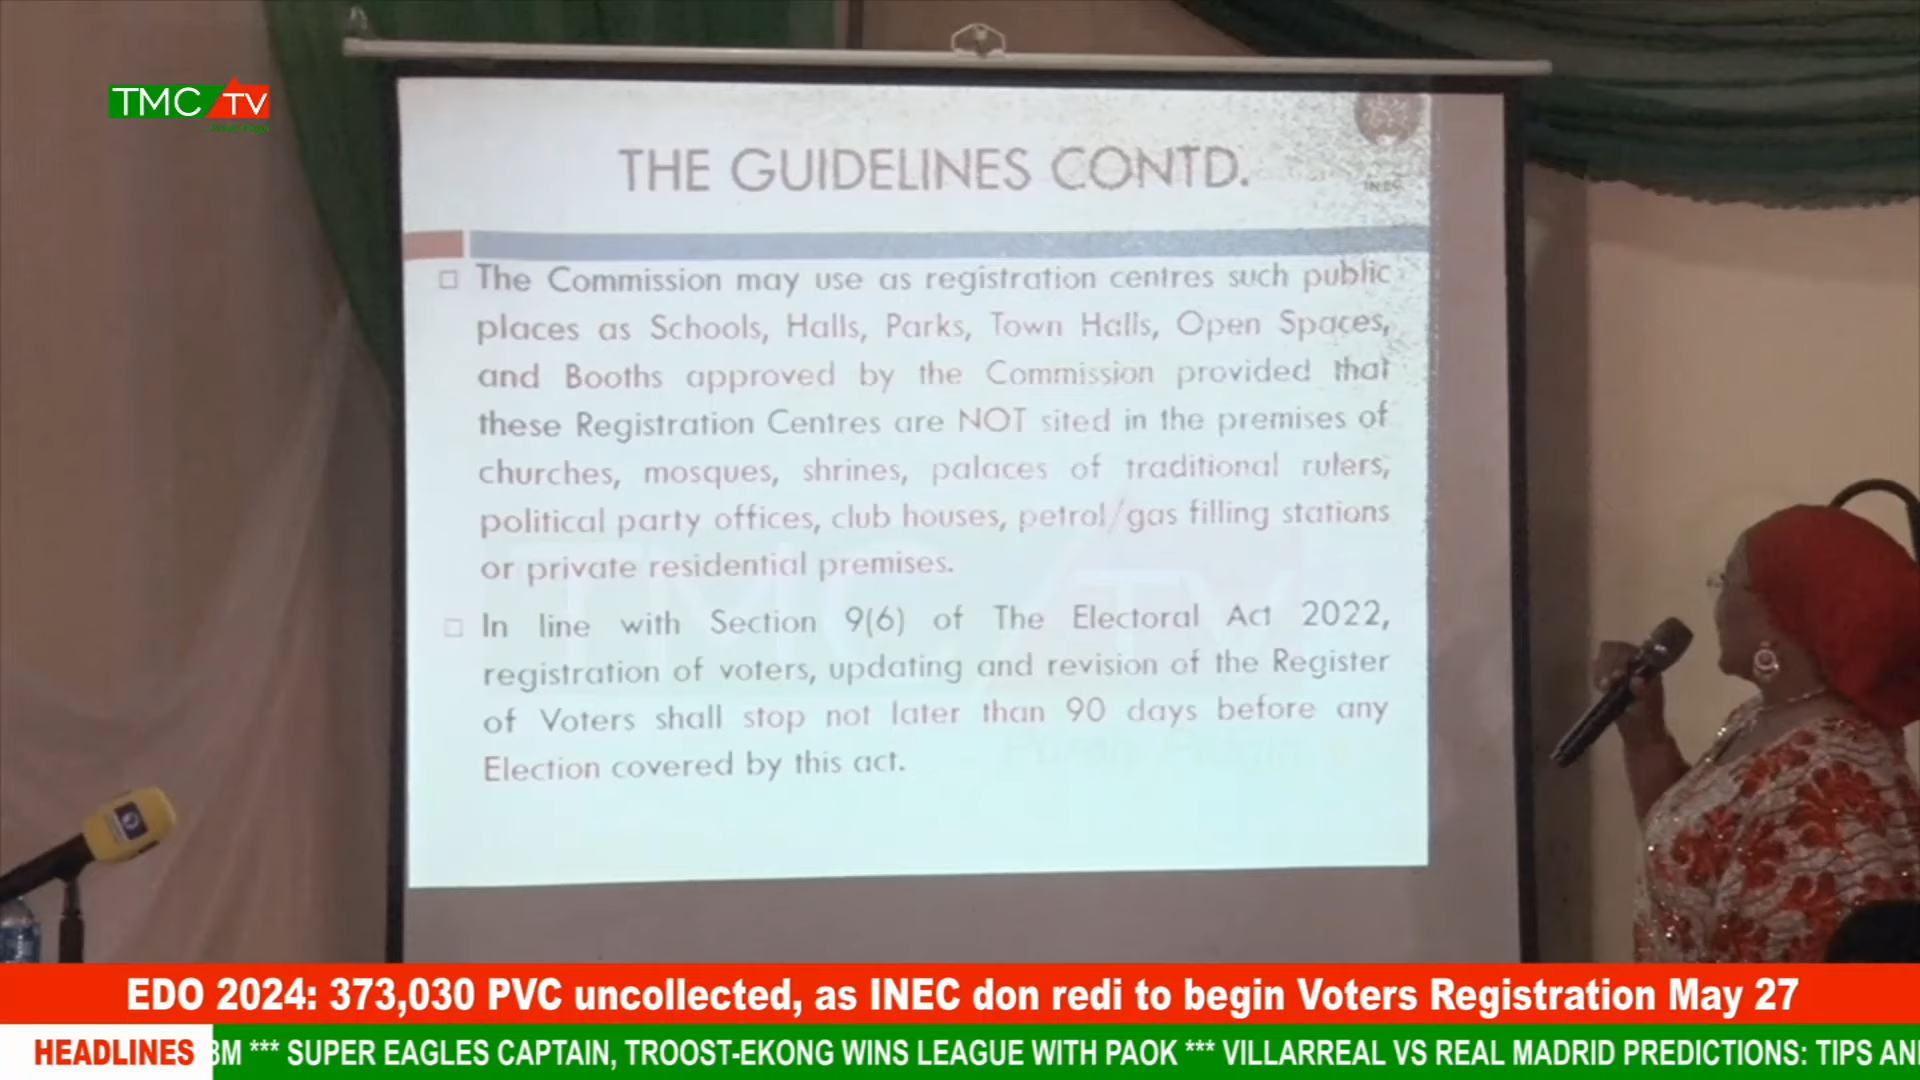 TMC TV
THE GUIDELINES CONTD.
INEC
The Commission may use as registration centres such public
places as Schools, Halls, Parks, Town Halls, Open Spaces,
and Booths approved by the Commission provided that
these Registration Centres are NOT sited in the premises of
churches, mosques, shrines, palaces of traditional rulers,
political party offices, club houses, petrol/gas filling stations
or private residential premises.
In line with Section 9(6) of The Electoral Act 2022,
registration of voters, updating and revision of the Register
of Voters shall stop not later than 90 days before any
Election covered by this act.
TMC TV
EDO 2024: 373,030 PVC uncollected, as INEC don redi to begin Voters Registration May 27
HEADLINES 3M *** SUPER EAGLES CAPTAIN, TROOST-EKONG WINS LEAGUE WITH PAOK *** VILLARREAL VS REAL MADRID PREDICTIONS: TIPS AN